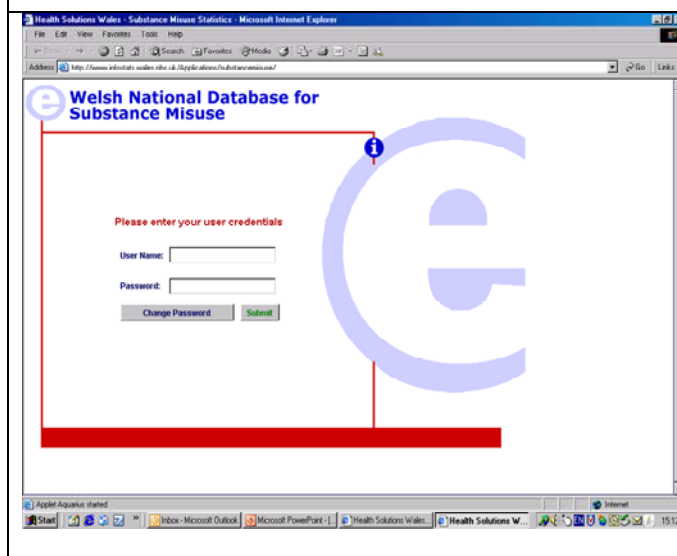 Health Solutions Wales - Substance Misuse Statistics - Microsoft Internet Explorer
File Edit View Favorites Tools Help
Search Favorites Media
Address http://www.infostats.wales.nhs.uk/Applications/substancemisuse/ Go Links
e Welsh National Database for
Substance Misuse
i
e
Please enter your user credentials
User Name:
Password:
Change Password Submit
Applet Aquarius started Internet
Start Inbox - Microsoft Outlook Microsoft PowerPoint - [... Health Solutions Wales... Health Solutions W... EN 15:12